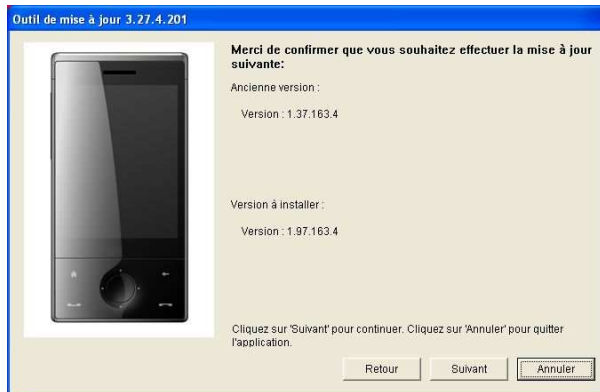 Outil de mise à jour 3.27.4.201
Merci de confirmer que vous souhaitez effectuer la mise à jour
suivante:
Ancienne version :
Version : 1.37.163.4
Version à installer :
Version : 1.97.163.4
Cliquez sur 'Suivant' pour continuer. Cliquez sur 'Annuler' pour quitter
l'application.
Retour
Suivant
Annuler